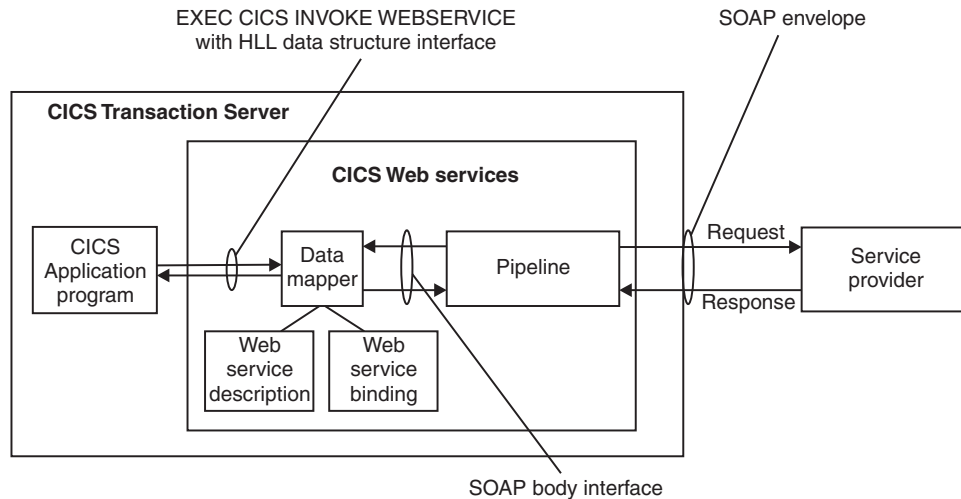 EXEC CICS INVOKE WEBSERVICE
with HLL data structure interface
SOAP envelope
CICS Transaction Server
CICS Web services
CICS
Application
program
Data
mapper
Pipeline
Request
Response
Service
provider
Web
service
description
Web
service
binding
SOAP body interface